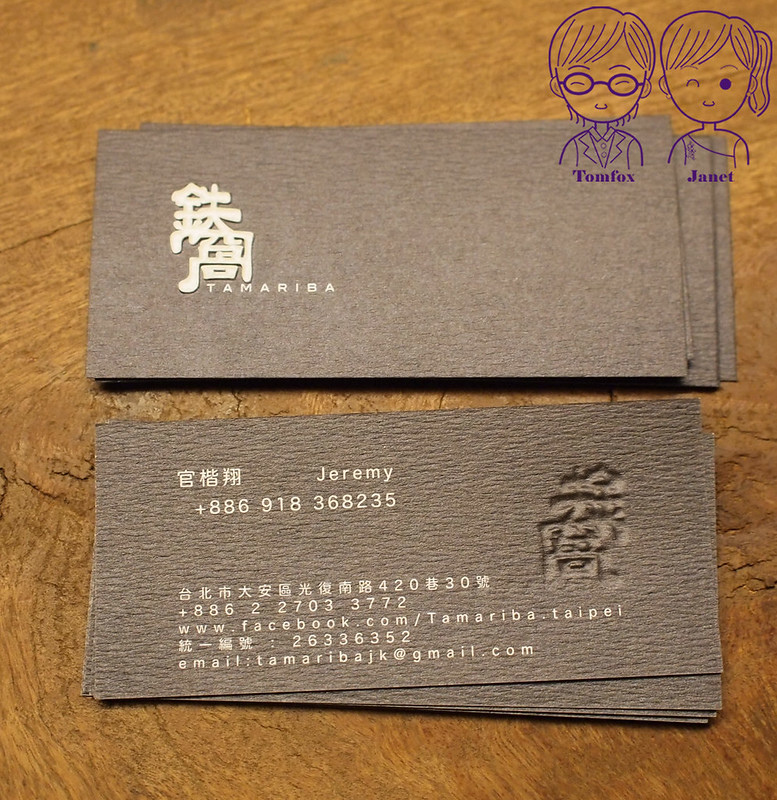 Tomfox Janet
鉄窩
TAMARIBA
官楷翔 Jeremy
+886 918 368235
台北市大安區光復南路420巷30號
+886 2 2703 3772
www.facebook.com/Tamariba.taipei
統一編號 : 26336352
email:tamaribajk@gmail.com